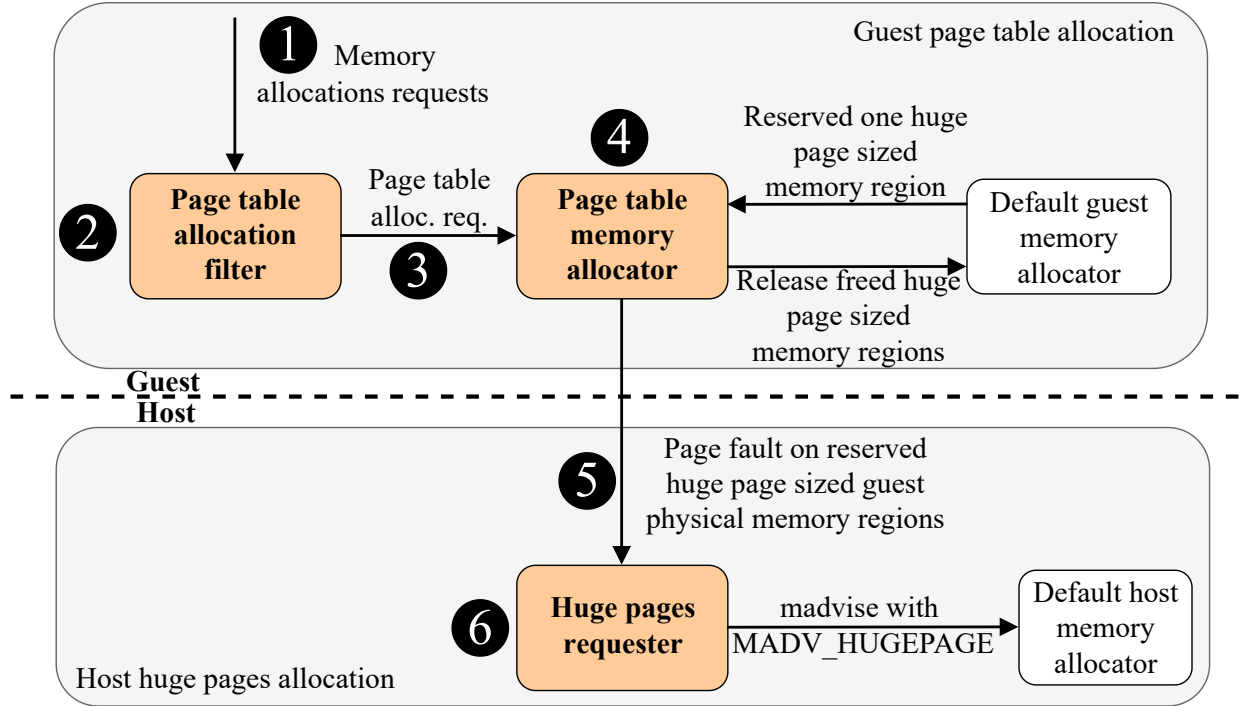 Guest page table allocation
1
Memory
allocations requests
2
Page table
allocation
filter
Page table
alloc. req.
3
4
Page table
memory
allocator
Reserved one huge
page sized
memory region
Default guest
memory
allocator
Release freed huge
page sized
memory regions
Guest
Host
5
Page fault on reserved
huge page sized guest
physical memory regions
6
Huge pages
requester
madvise with
MADV_HUGEPAGE
Default host
memory
allocator
Host huge pages allocation